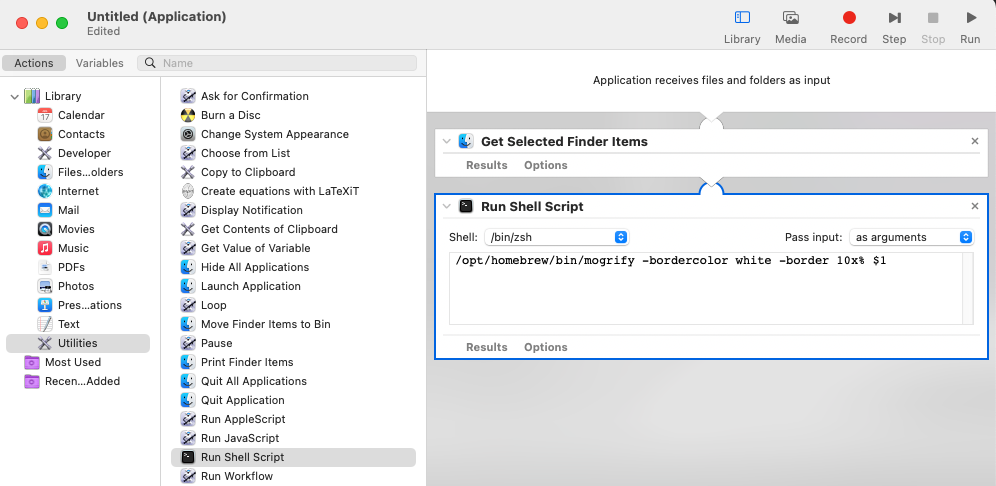 Untitled (Application)
Edited
Library
Media
Record
Step
Stop
Run
Actions
Variables
Name
Library
Calendar
Contacts
Developer
Files...olders
Internet
Mail
Movies
Music
PDFs
Photos
Pres...ations
Text
Utilities
Most Used
Recen...Added
Ask for Confirmation
Burn a Disc
Change System Appearance
Choose from List
Copy to Clipboard
Create equations with LaTeXiT
Display Notification
Get Contents of Clipboard
Get Value of Variable
Hide All Applications
Launch Application
Loop
Move Finder Items to Bin
Pause
Print Finder Items
Quit All Applications
Quit Application
Run AppleScript
Run JavaScript
Run Shell Script
Run Workflow
Application receives files and folders as input
Get Selected Finder Items
Results Options
Run Shell Script
Shell: /bin/zsh Pass input: as arguments
/opt/homebrew/bin/mogrify -bordercolor white -border 10x% $1
Results Options